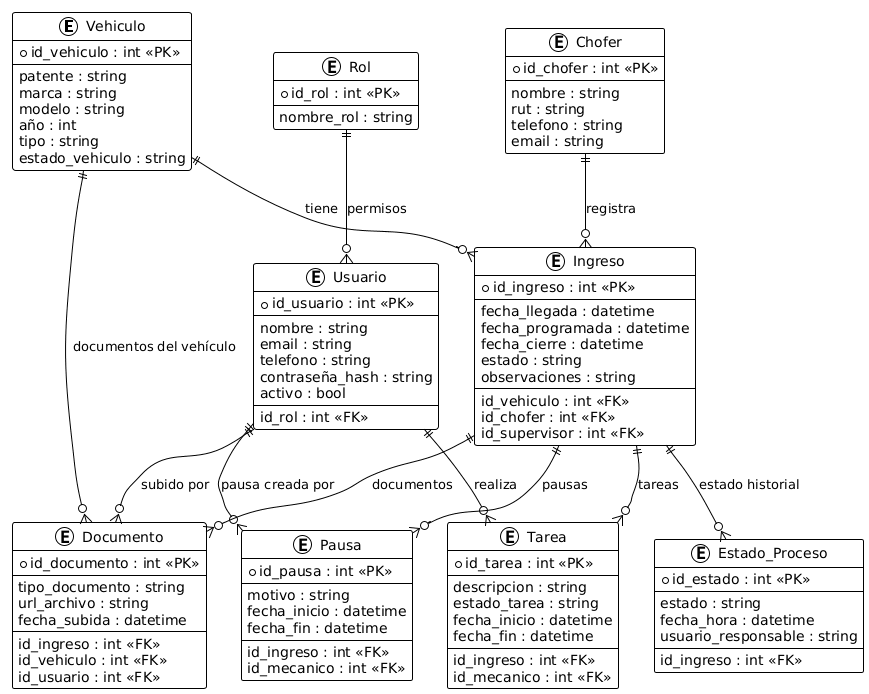 E Vehiculo
id_vehiculo : int «PK»
patente : string
marca : string
modelo : string
año : int
tipo : string
estado_vehiculo : string
E Rol
id_rol : int «PK»
nombre_rol : string
E Chofer
id_chofer : int «PK»
nombre : string
rut : string
telefono : string
email : string
tiene
permisos
registra
E Usuario
id_usuario : int «PK»
nombre : string
email : string
telefono : string
contraseña_hash : string
activo : bool
id_rol : int «FK»
E Ingreso
id_ingreso : int «PK»
fecha_llegada : datetime
fecha_programada : datetime
fecha_cierre : datetime
estado : string
observaciones : string
id_vehiculo : int «FK»
id_chofer : int «FK»
id_supervisor : int «FK»
documentos del vehículo
subido por
pausa creada por
documentos
realiza
pausas
tareas
estado historial
E Documento
id_documento : int «PK»
tipo_documento : string
url_archivo : string
fecha_subida : datetime
id_ingreso : int «FK»
id_vehiculo : int «FK»
id_usuario : int «FK»
E Pausa
id_pausa : int «PK»
motivo : string
fecha_inicio : datetime
fecha_fin : datetime
id_ingreso : int «FK»
id_mecanico : int «FK»
E Tarea
id_tarea : int «PK»
descripcion : string
estado_tarea : string
fecha_inicio : datetime
fecha_fin : datetime
id_ingreso : int «FK»
id_mecanico : int «FK»
E Estado_Proceso
id_estado : int «PK»
estado : string
fecha_hora : datetime
usuario_responsable : string
id_ingreso : int «FK»